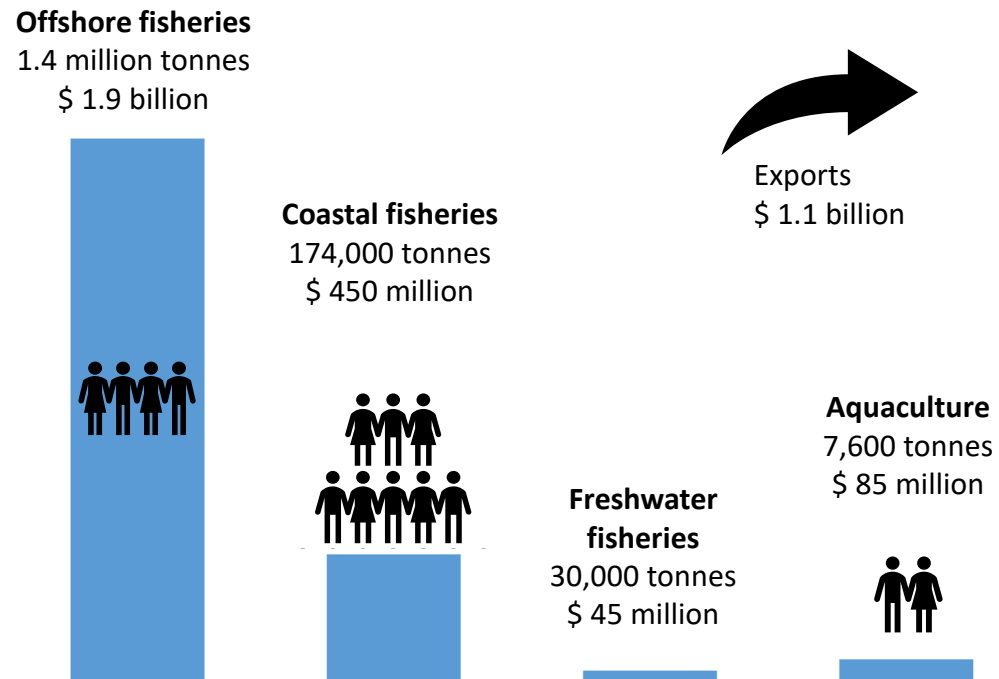 Offshore fisheries
1.4 million tonnes
$ 1.9 billion
Exports
$ 1.1 billion
Coastal fisheries
174,000 tonnes
$ 450 million
Aquaculture
7,600 tonnes
$ 85 million
Freshwater
fisheries
30,000 tonnes
$ 45 million